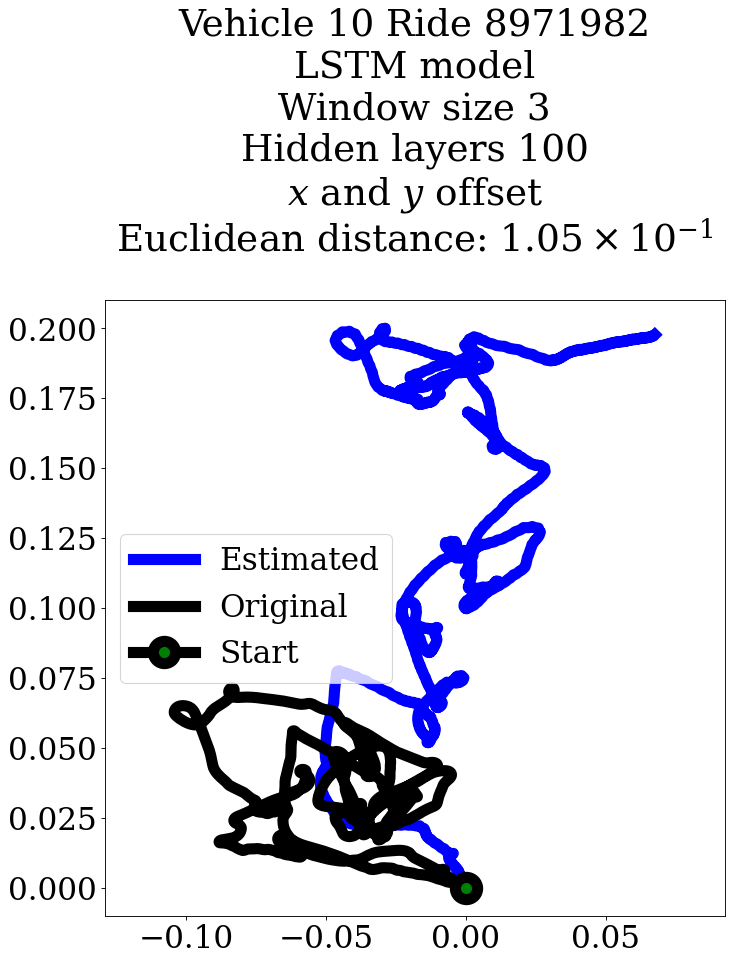 Vehicle 10 Ride 8971982
LSTM model
Window size 3
Hidden layers 100
x and y offset
Euclidean distance: 1.05 × 10⁻¹
0.200
0.175
0.150
0.125
0.100
0.075
0.050
0.025
0.000
Estimated
Original
Start
−0.10 −0.05 0.00 0.05